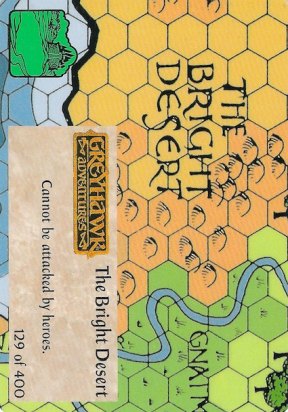 THE
BRIGHT
DESERT
GNATM
GREYHAWK
ADVENTURES
The Bright Desert
Cannot be attacked by heroes.
129 of 400